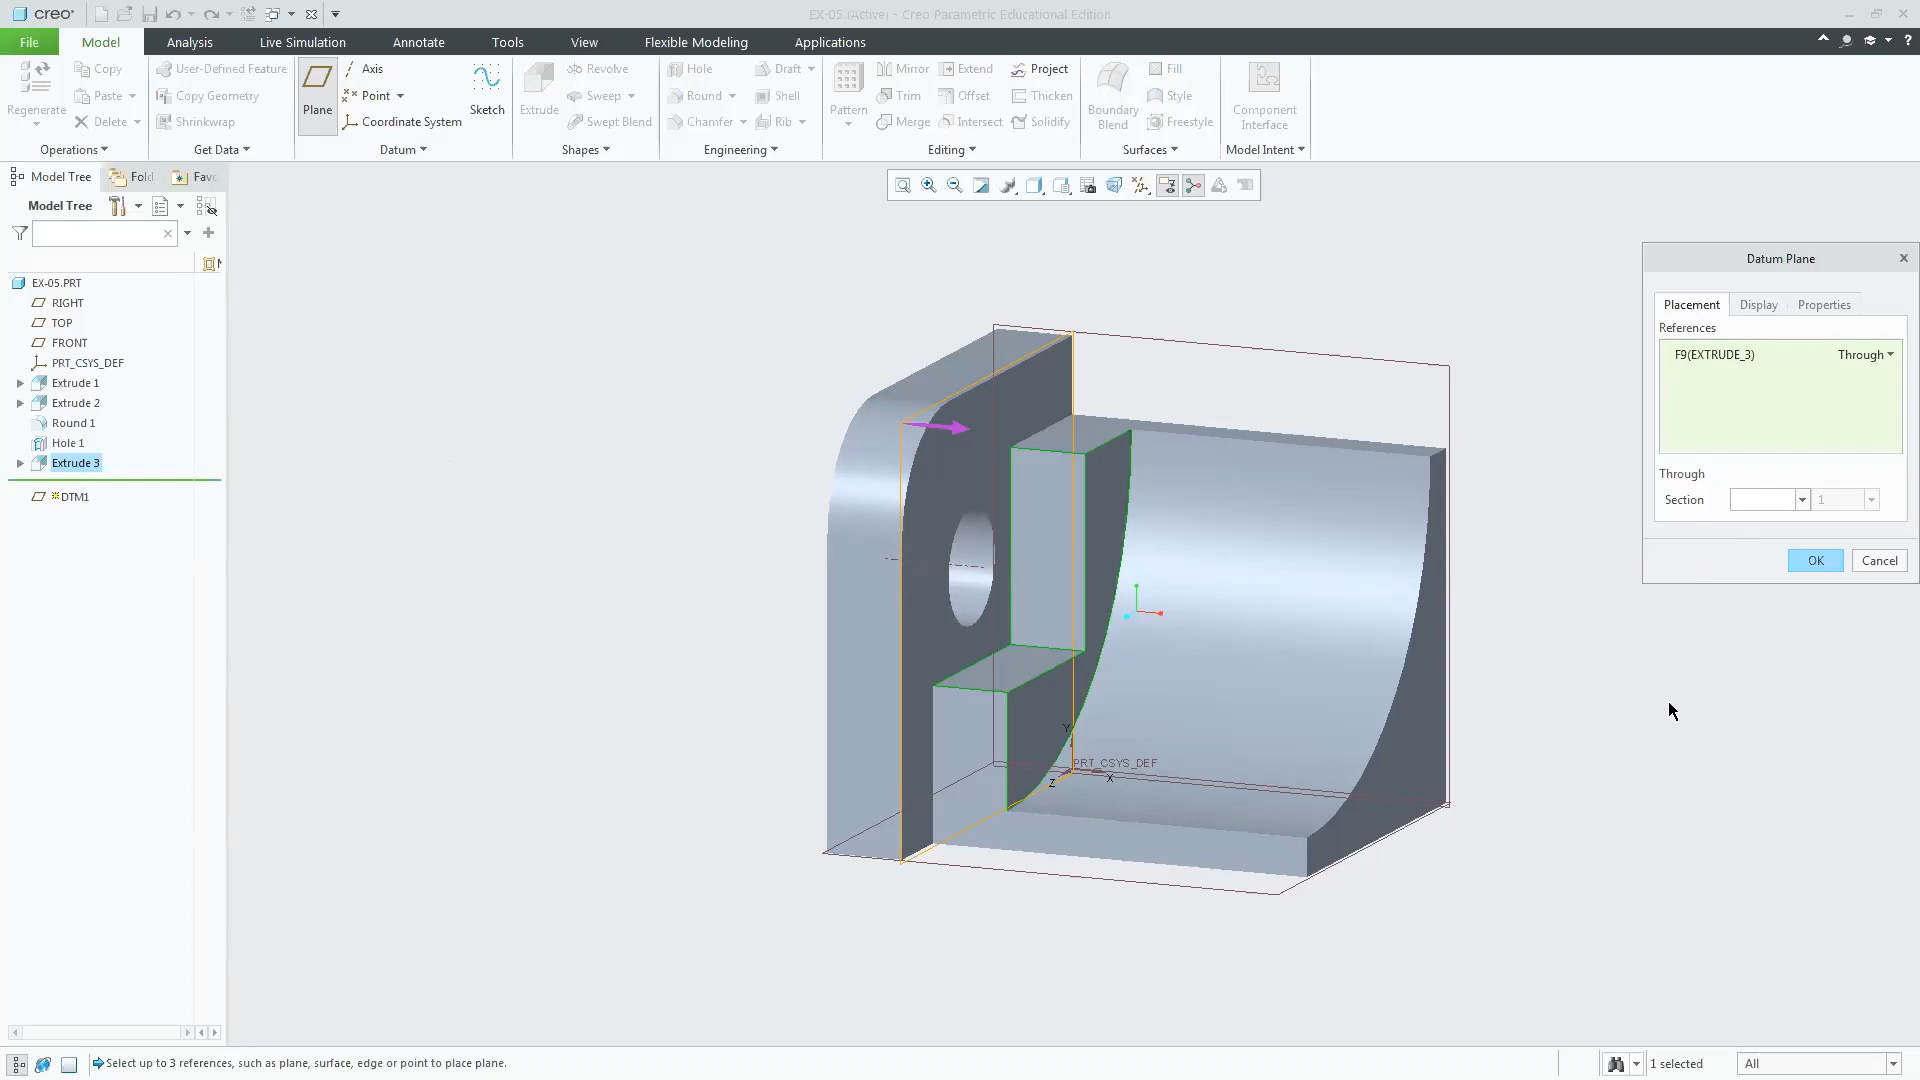 creo
EX-05 (Active) - Creo Parametric Educational Edition
File Model Analysis Live Simulation Annotate Tools View Flexible Modeling Applications
Regenerate
Copy
Paste
Delete
Operations
User-Defined Feature
Copy Geometry
Shrinkwrap
Get Data
Plane
Axis
Point
Coordinate System
Sketch
Datum
Extrude
Revolve
Sweep
Swept Blend
Shapes
Hole
Round
Chamfer
Draft
Shell
Rib
Engineering
Pattern
Mirror
Trim
Merge
Extend
Offset
Intersect
Project
Thicken
Solidify
Editing
Boundary
Blend
Fill
Style
Freestyle
Surfaces
Component
Interface
Model Intent
Model Tree Fold Favo
Model Tree
EX-05.PRT
RIGHT
TOP
FRONT
PRT_CSYS_DEF
Extrude 1
Extrude 2
Round 1
Hole 1
Extrude 3
DTM1
Y
PRT_CSYS_DEF
X
Z
Datum Plane
Placement Display Properties
References
F9(EXTRUDE_3) Through
Through
Section 1
OK Cancel
Select up to 3 references, such as plane, surface, edge or point to place plane.
1 selected
All